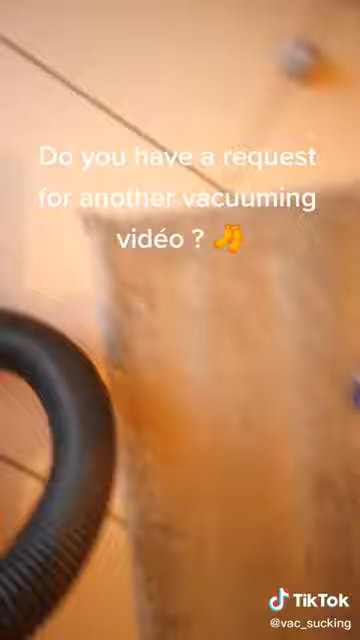 Do you have a request
for another vacuuming
vidéo ? 🧦
TikTok
@vac_sucking